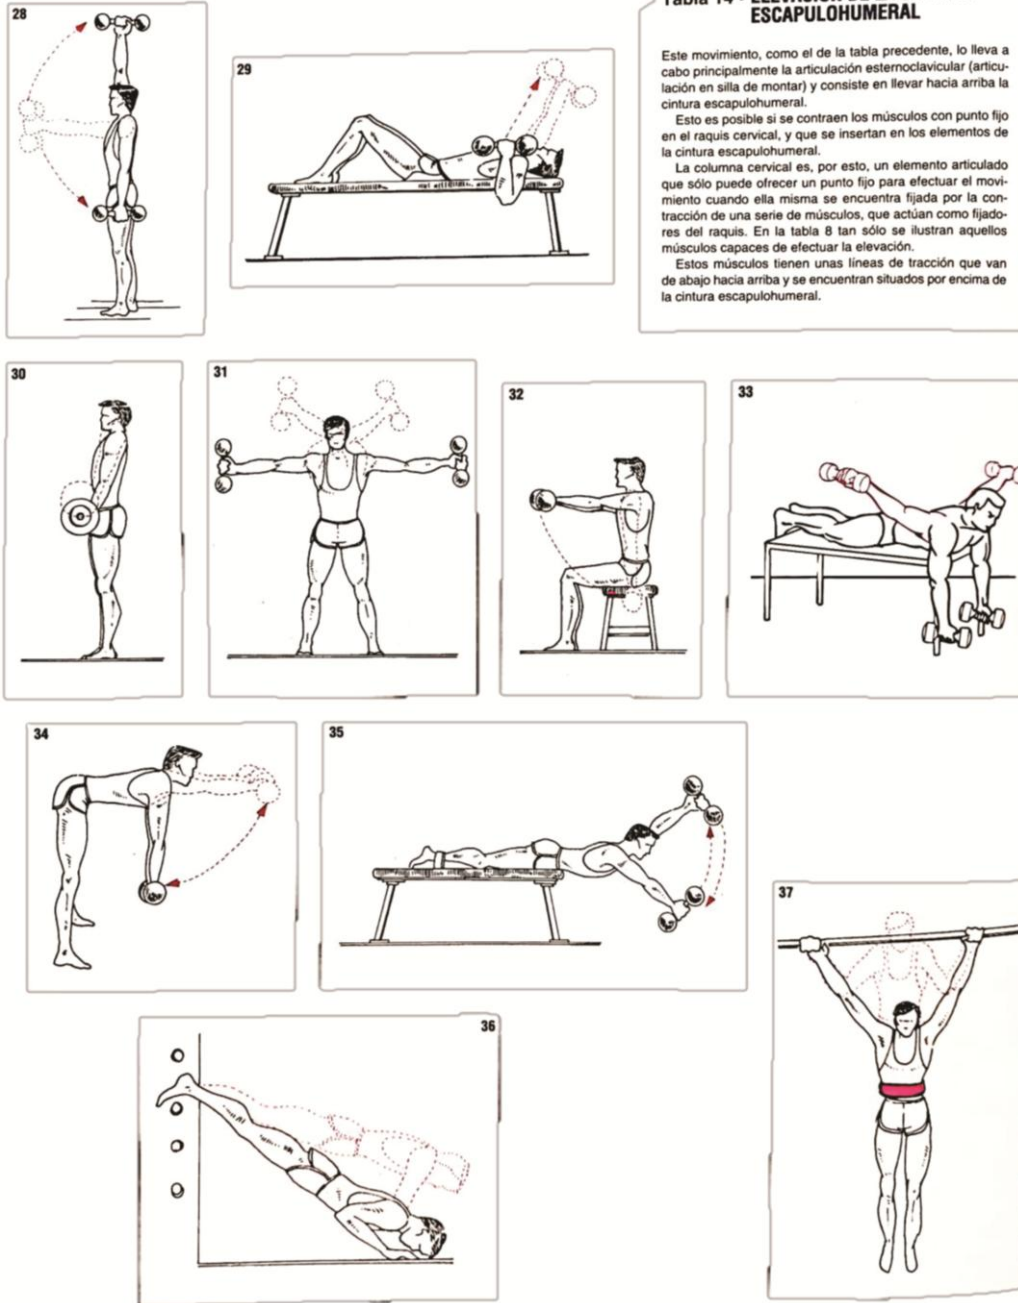 28
29
ESCAPULOHUMERAL
Este movimiento, como el de la tabla precedente, lo lleva a
cabo principalmente la articulación esternoclavicular (articu-
lación en silla de montar) y consiste en llevar hacia arriba la
cintura escapulohumeral.
Esto es posible si se contraen los músculos con punto fijo
en el raquis cervical, y que se insertan en los elementos de
la cintura escapulohumeral.
La columna cervical es, por esto, un elemento articulado
que sólo puede ofrecer un punto fijo para efectuar el movi-
miento cuando ella misma se encuentra fijada por la con-
tracción de una serie de músculos, que actúan como fijado-
res del raquis. En la tabla 8 tan sólo se ilustran aquellos
músculos capaces de efectuar la elevación.
Estos músculos tienen unas líneas de tracción que van
de abajo hacia arriba y se encuentran situados por encima de
la cintura escapulohumeral.
30
31
32
33
34
35
36
37